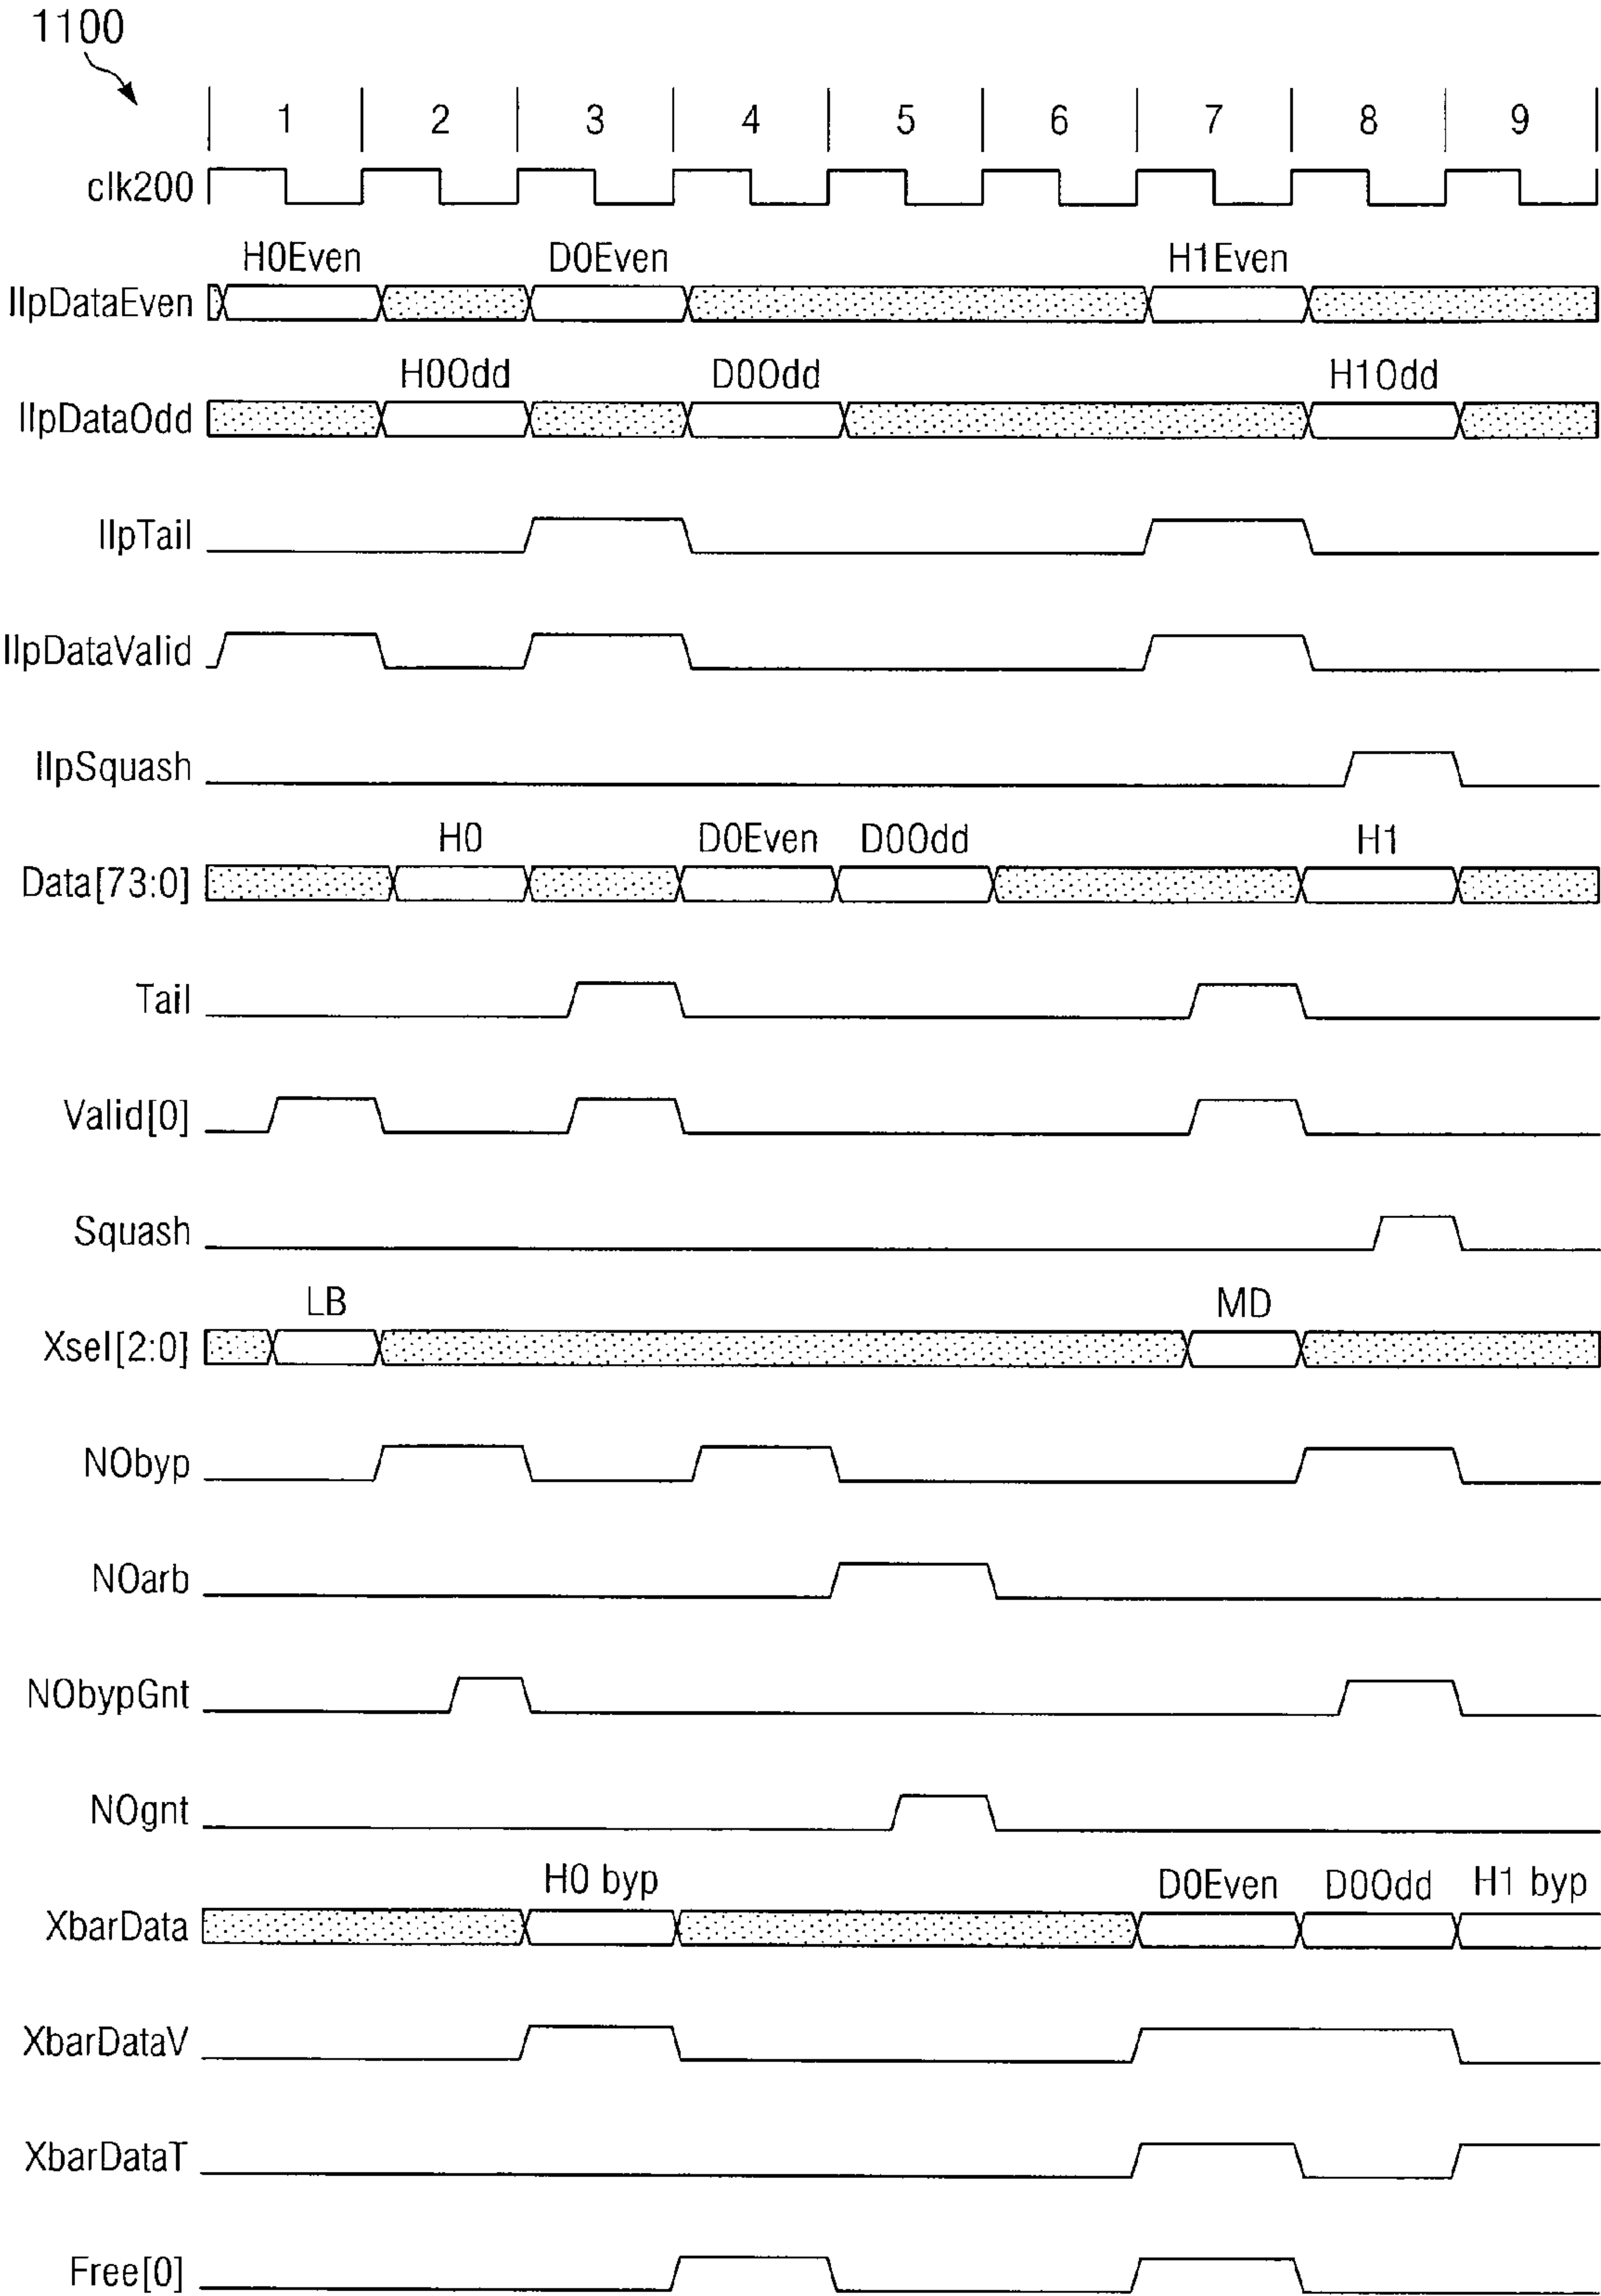 1100
1 2 3 4 5 6 7 8 9
clk200
H0Even D0Even H1Even
IlpDataEven
H0Odd D0Odd H1Odd
IlpDataOdd
IlpTail
IlpDataValid
IlpSquash
H0 D0Even D0Odd H1
Data[73:0]
Tail
Valid[0]
Squash
LB MD
Xsel[2:0]
NObyp
NOarb
NObypGnt
NOgnt
H0 byp D0Even D0Odd H1 byp
XbarData
XbarDataV
XbarDataT
Free[0]